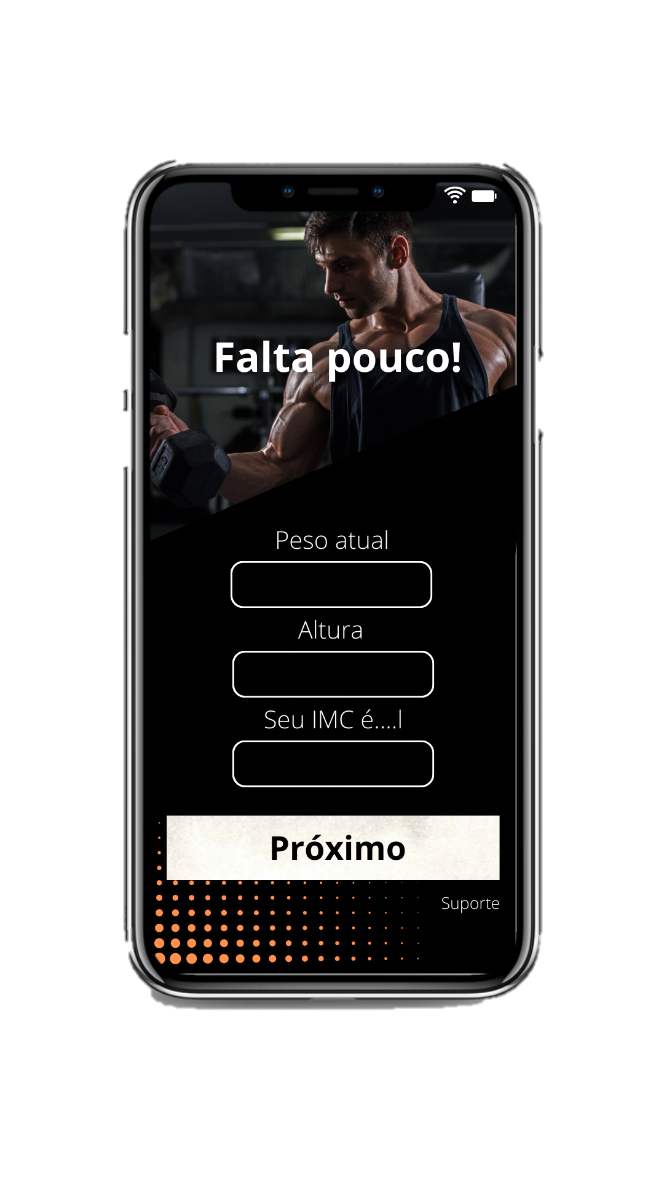 Falta pouco!
Peso atual
Altura
Seu IMC é....l
Próximo
Suporte